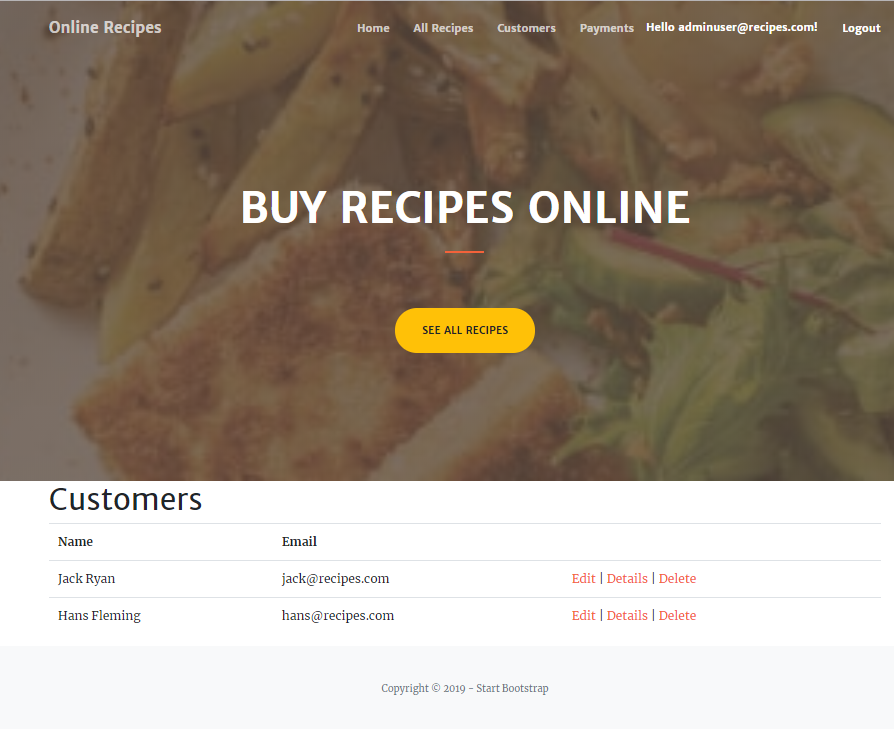 Online Recipes Home All Recipes Customers Payments Hello adminuser@recipes.com! Logout
BUY RECIPES ONLINE
SEE ALL RECIPES
Customers
Name Email
Jack Ryan jack@recipes.com Edit | Details | Delete
Hans Fleming hans@recipes.com Edit | Details | Delete
Copyright © 2019 - Start Bootstrap